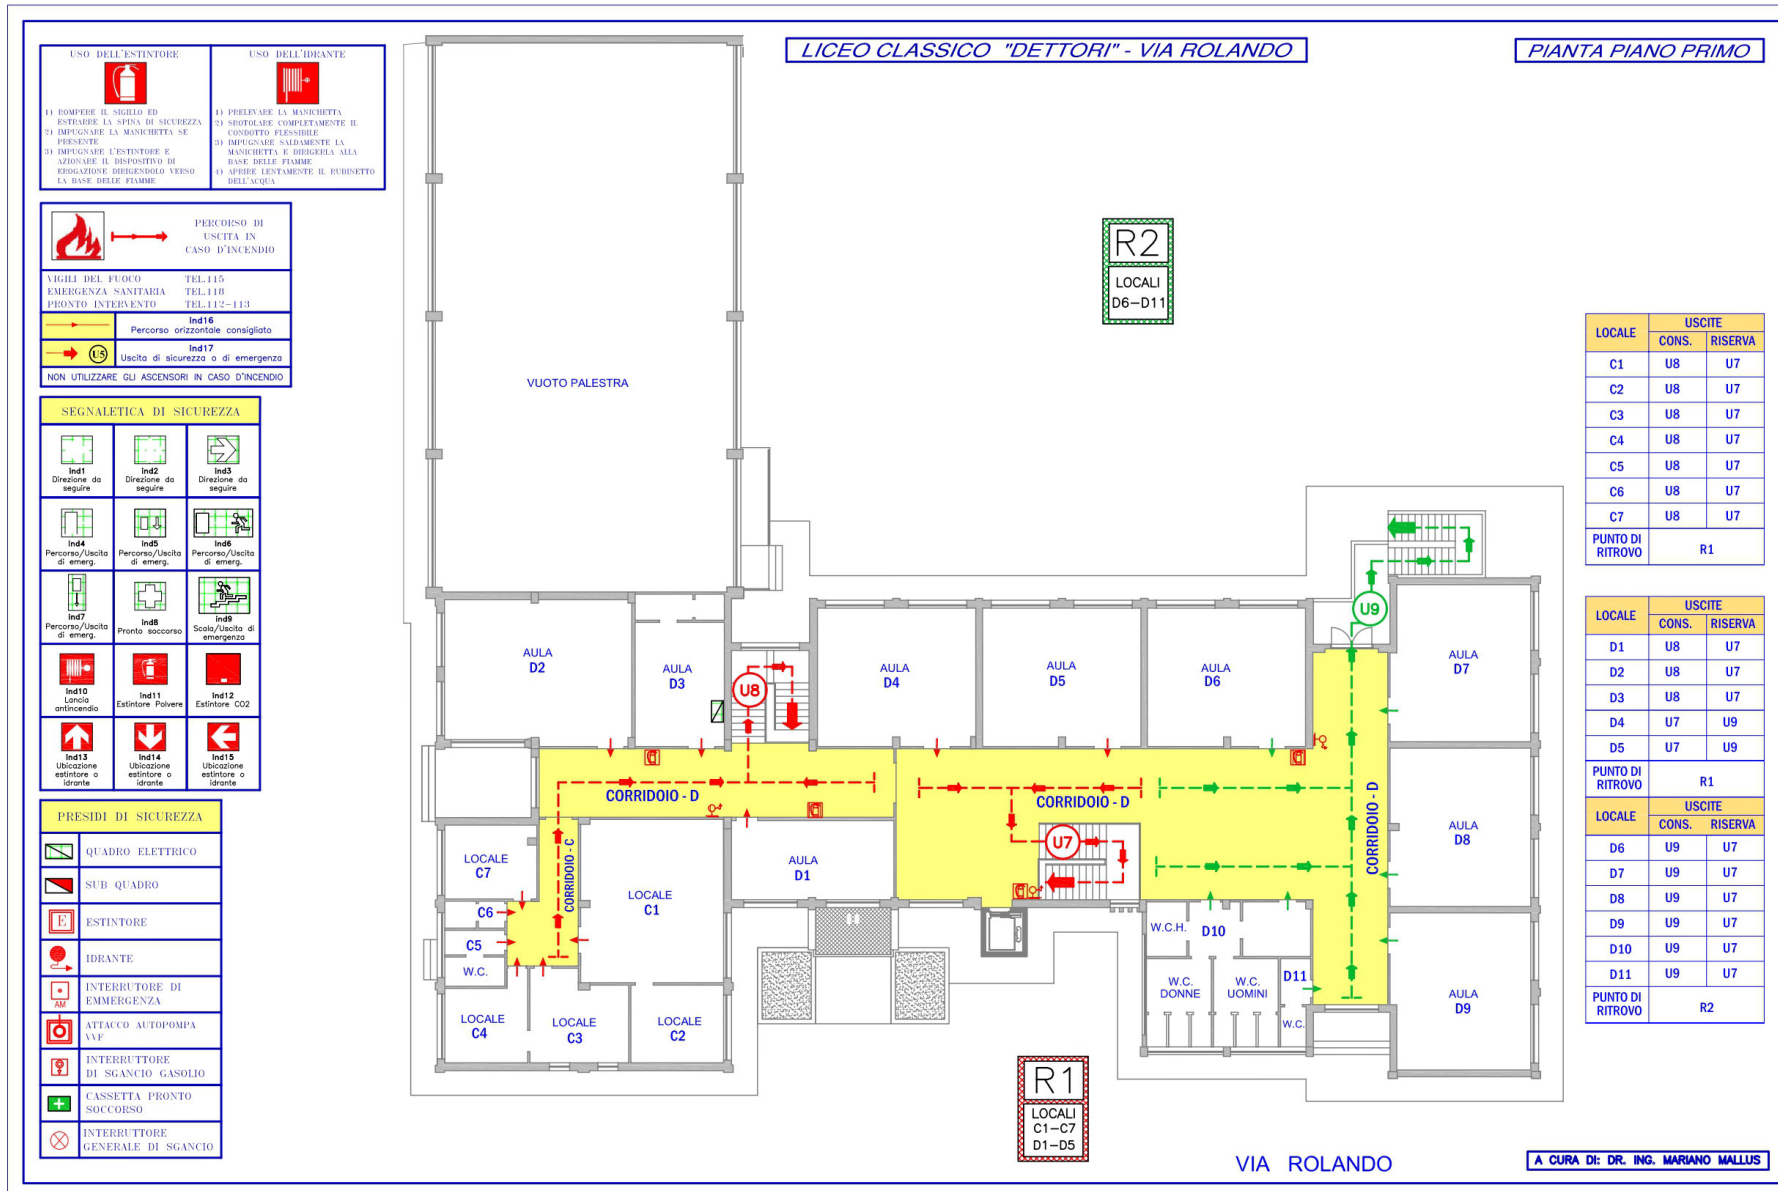 LICEO CLASSICO "DETTORI" - VIA ROLANDO
PIANTA PIANO PRIMO
USO DELL'ESTINTORE
1) ROMPERE IL SIGILLO ED
ESTRARRE LA SPINA DI SICUREZZA
2) IMPUGNARE LA MANICHETTA SE
PRESENTE
3) IMPUGNARE L'ESTINTORE E
AZIONARE IL DISPOSITIVO DI
EROGAZIONE DIRIGENDOLO VERSO
LA BASE DELLE FIAMME
USO DELL'IDRANTE
1) PRELEVARE LA MANICHETTA
2) SROTOLARE COMPLETAMENTE IL
CONDOTTO FLESSIBILE
3) IMPUGNARE SALDAMENTE LA
MANICHETTA E DIRIGERLA ALLA
BASE DELLE FIAMME
4) APRIRE LENTAMENTE IL RUBINETTO
DELL'ACQUA
PERCORSO DI
USCITA IN
CASO D'INCENDIO
VIGILI DEL FUOCO TEL.115
EMERGENZA SANITARIA TEL.118
PRONTO INTERVENTO TEL.112-113
Ind16
Percorso orizzontale consigliato
U5
Ind17
Uscita di sicurezza o di emergenza
NON UTILIZZARE GLI ASCENSORI IN CASO D'INCENDIO
SEGNALETICA DI SICUREZZA
Ind1
Direzione da
seguire
Ind2
Direzione da
seguire
Ind3
Direzione da
seguire
Ind4
Percorso/Uscita
di emerg.
Ind5
Percorso/Uscita
di emerg.
Ind6
Percorso/Uscita
di emerg.
Ind7
Percorso/Uscita
di emerg.
Ind8
Pronto soccorso
Ind9
Scala/Uscita di
emergenza
Ind10
Lancia
antincendio
Ind11
Estintore Polvere
Ind12
Estintore CO2
Ind13
Ubicazione
estintore o
idrante
Ind14
Ubicazione
estintore o
idrante
Ind15
Ubicazione
estintore o
idrante
PRESIDI DI SICUREZZA
QUADRO ELETTRICO
SUB QUADRO
E
ESTINTORE
IDRANTE
AM
INTERRUTORE DI
EMMERGENZA
ATTACCO AUTOPOMPA
VVF
INTERRUTTORE
DI SGANCIO GASOLIO
CASSETTA PRONTO
SOCCORSO
INTERRUTTORE
GENERALE DI SGANCIO
VUOTO PALESTRA
R2
LOCALI
D6-D11
AULA
D2
AULA
D3
U8
AULA
D4
AULA
D5
AULA
D6
U9
AULA
D7
CORRIDOIO - D
CORRIDOIO - D
CORRIDOIO - D
CORRIDOIO - C
U7
AULA
D8
LOCALE
C7
LOCALE
C1
AULA
D1
C6
C5
W.C.
LOCALE
C4
LOCALE
C3
LOCALE
C2
W.C.H.
D10
W.C.
DONNE
W.C.
UOMINI
D11
W.C.
AULA
D9
R1
LOCALI
C1-C7
D1-D5
VIA ROLANDO
LOCALE USCITE
CONS. RISERVA
C1 U8 U7
C2 U8 U7
C3 U8 U7
C4 U8 U7
C5 U8 U7
C6 U8 U7
C7 U8 U7
PUNTO DI
RITROVO R1
LOCALE USCITE
CONS. RISERVA
D1 U8 U7
D2 U8 U7
D3 U8 U7
D4 U7 U9
D5 U7 U9
PUNTO DI
RITROVO R1
LOCALE USCITE
CONS. RISERVA
D6 U9 U7
D7 U9 U7
D8 U9 U7
D9 U9 U7
D10 U9 U7
D11 U9 U7
PUNTO DI
RITROVO R2
A CURA DI: DR. ING. MARIANO MALLUS